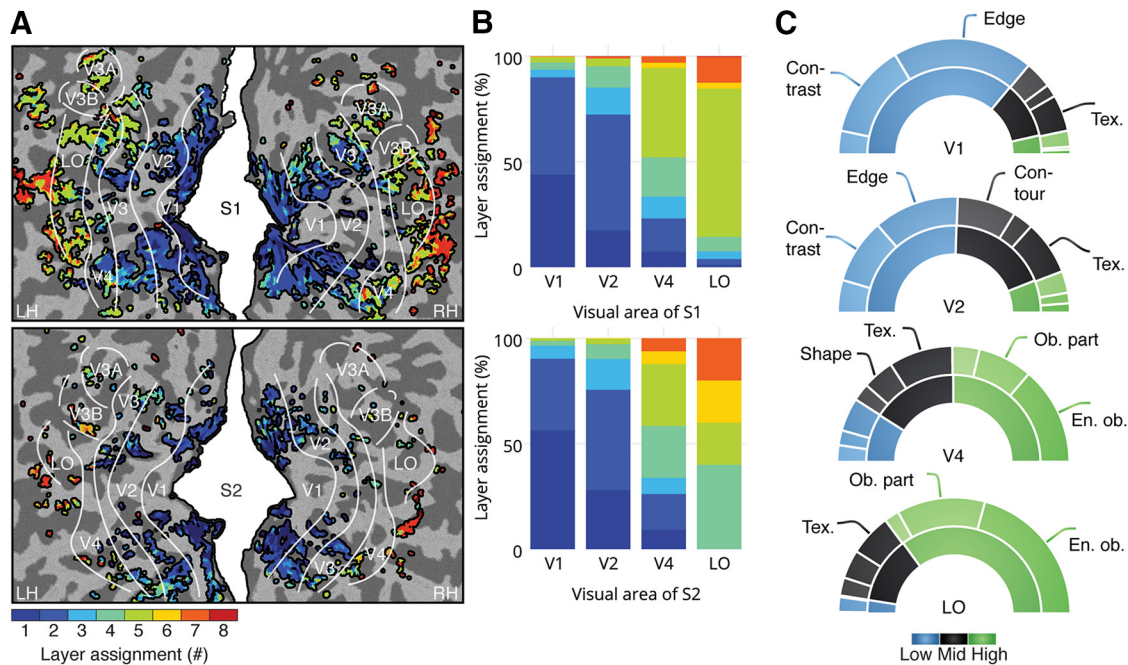 A
V3A
V3B
V3A
V3B
V3
V2
LO
S1
LO
V3
V1
V1
V2
V4
V4
LH
RH
V3A
V3A
V3
V3B
V3B
V2
LO
LO
V2
V1
S2
V1
V4
V4
V3
LH
RH
1 2 3 4 5 6 7 8
Layer assignment (#)
B
Layer assignment (%)
100
50
0
V1 V2 V4 LO
Visual area of S1
Layer assignment (%)
100
50
0
V1 V2 V4 LO
Visual area of S2
C
Edge
Con-
trast
Tex.
V1
Edge
Con-
tour
Con-
trast
Tex.
V2
Tex.
Ob. part
Shape
En. ob.
V4
Ob. part
Tex.
En. ob.
LO
Low Mid High